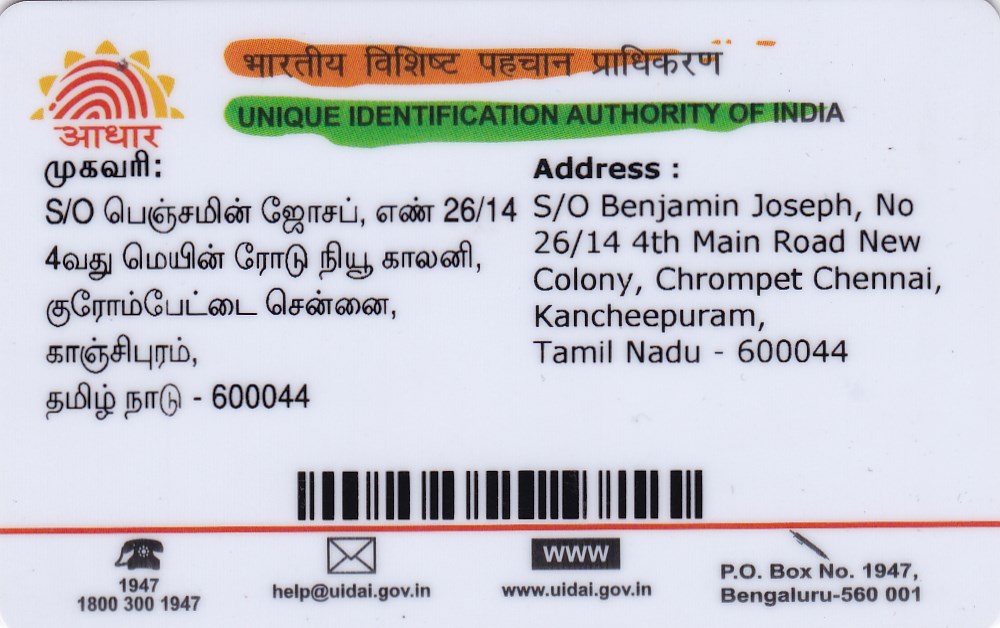 भारतीय विशिष्ट पहचान प्राधिकरण
UNIQUE IDENTIFICATION AUTHORITY OF INDIA
आधार
முகவரி:
S/O பெஞ்சமின் ஜோசப், எண் 26/14
4வது மெயின் ரோடு நியூ காலனி,
குரோம்பேட்டை சென்னை,
காஞ்சிபுரம்,
தமிழ் நாடு - 600044
Address :
S/O Benjamin Joseph, No
26/14 4th Main Road New
Colony, Chrompet Chennai,
Kancheepuram,
Tamil Nadu - 600044
1947
1800 300 1947
help@uidai.gov.in
WWW
www.uidai.gov.in
P.O. Box No. 1947,
Bengaluru-560 001